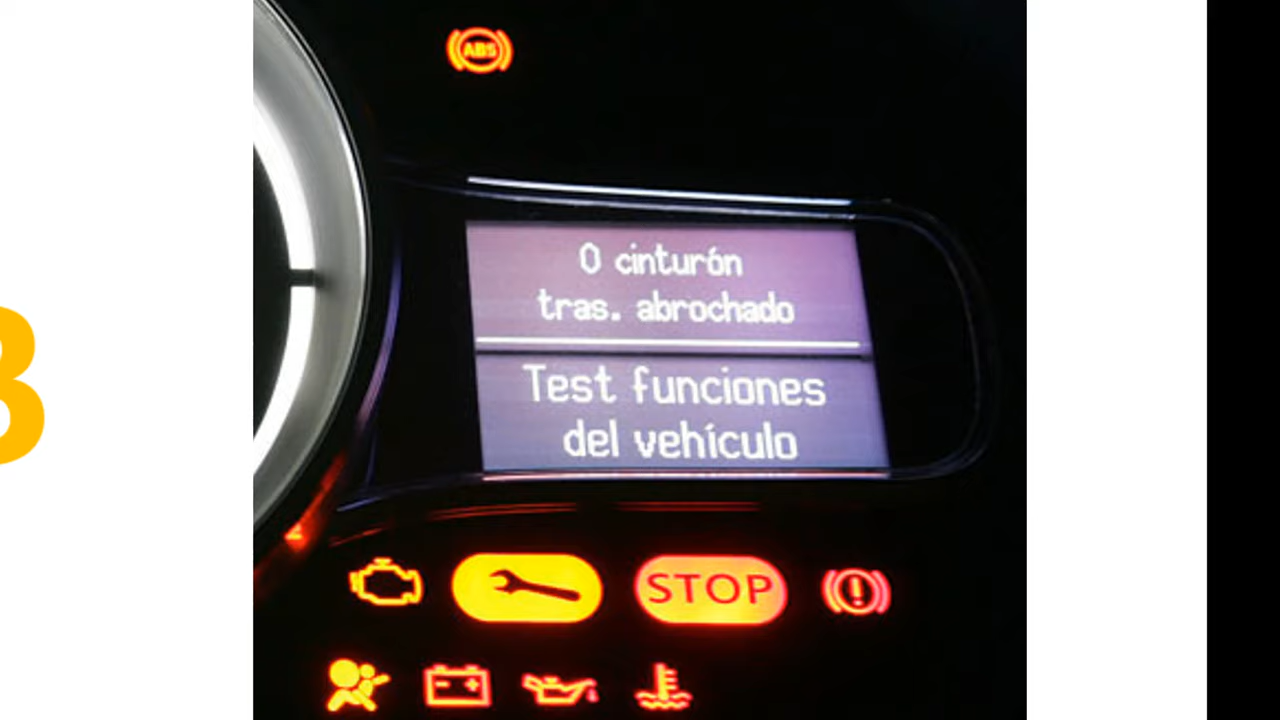 ABS
0 cinturón
tras. abrochado
Test funciones
del vehículo
STOP